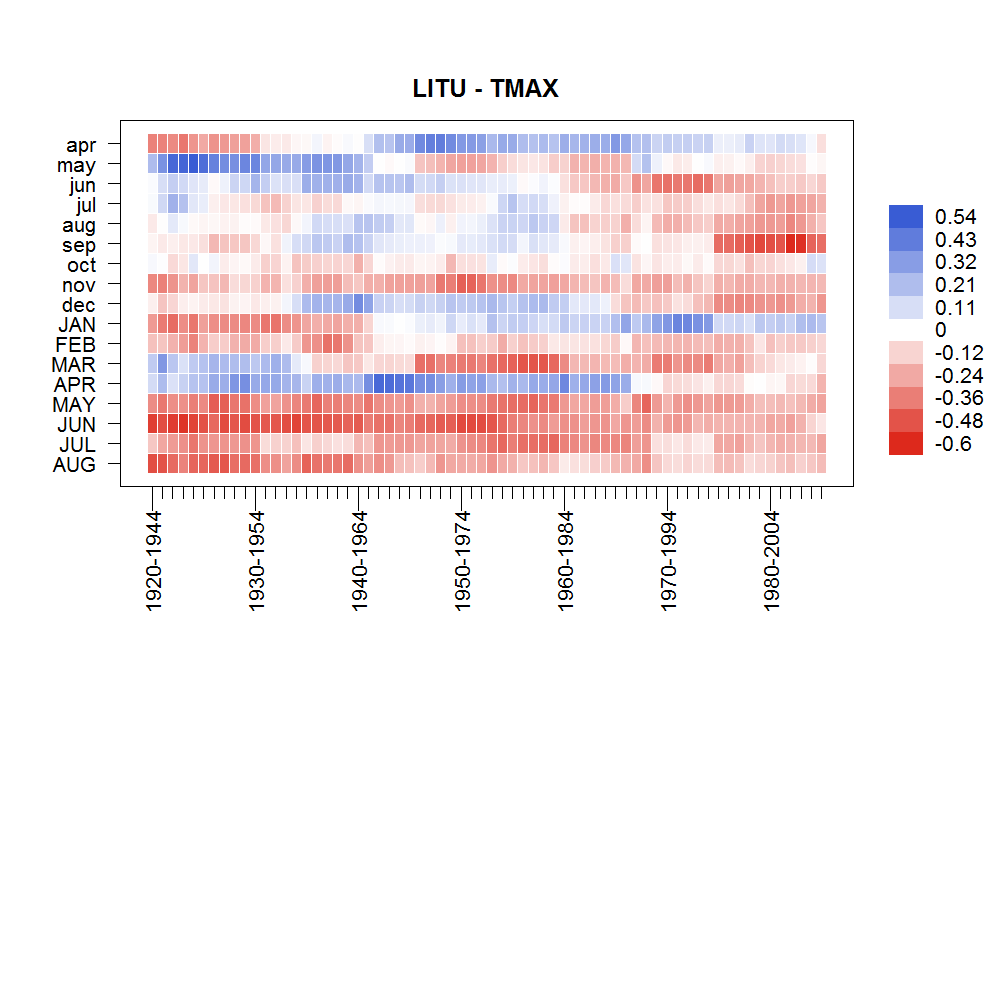 LITU - TMAX
apr
may
jun
jul
aug
sep
oct
nov
dec
JAN
FEB
MAR
APR
MAY
JUN
JUL
AUG
1920-1944
1930-1954
1940-1964
1950-1974
1960-1984
1970-1994
1980-2004
0.54
0.43
0.32
0.21
0.11
0
-0.12
-0.24
-0.36
-0.48
-0.6